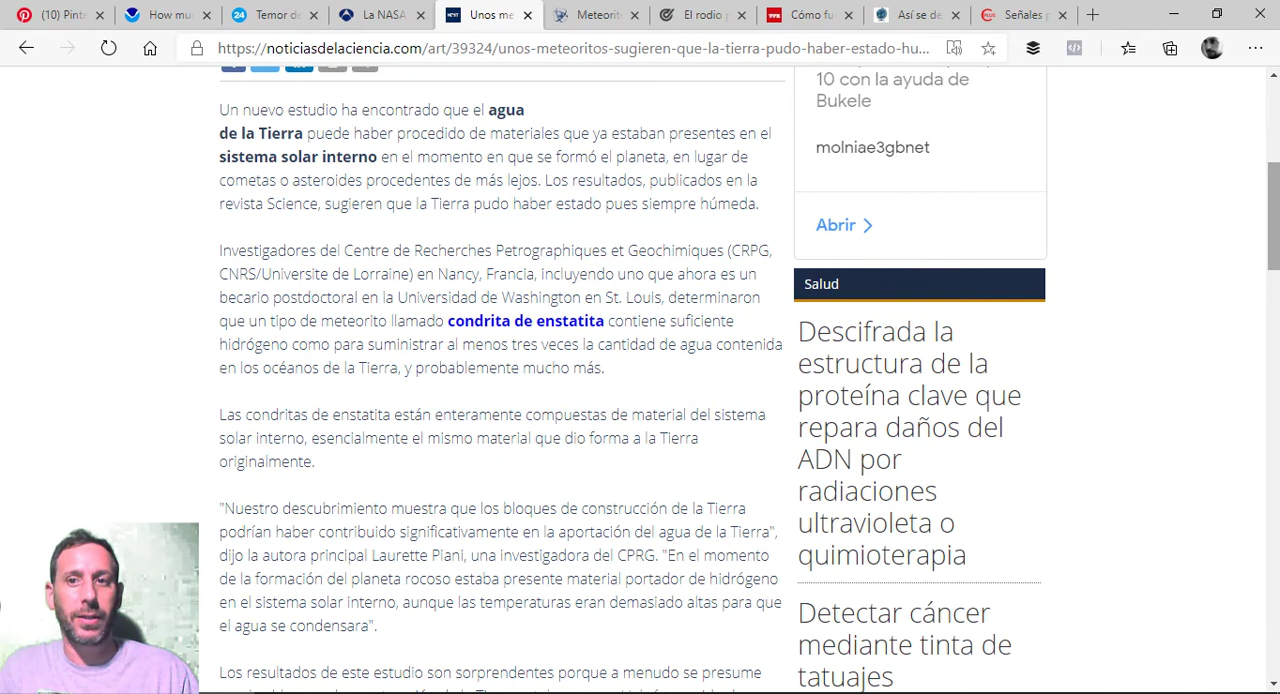 (10) Pinte
How mu
Temor de
La NASA
Unos me
Meteorit
El rodio p
Cómo fu
Así se de
Señales p
https://noticiasdelaciencia.com/art/39324/unos-meteoritos-sugieren-que-la-tierra-pudo-haber-estado-hu...
Un nuevo estudio ha encontrado que el agua
de la Tierra puede haber procedido de materiales que ya estaban presentes en el
sistema solar interno en el momento en que se formó el planeta, en lugar de
cometas o asteroides procedentes de más lejos. Los resultados, publicados en la
revista Science, sugieren que la Tierra pudo haber estado pues siempre húmeda.
Investigadores del Centre de Recherches Petrographiques et Geochimiques (CRPG,
CNRS/Universite de Lorraine) en Nancy, Francia, incluyendo uno que ahora es un
becario postdoctoral en la Universidad de Washington en St. Louis, determinaron
que un tipo de meteorito llamado condrita de enstatita contiene suficiente
hidrógeno como para suministrar al menos tres veces la cantidad de agua contenida
en los océanos de la Tierra, y probablemente mucho más.
Las condritas de enstatita están enteramente compuestas de material del sistema
solar interno, esencialmente el mismo material que dio forma a la Tierra
originalmente.
"Nuestro descubrimiento muestra que los bloques de construcción de la Tierra
podrían haber contribuido significativamente en la aportación del agua de la Tierra",
dijo la autora principal Laurette Piani, una investigadora del CPRG. "En el momento
de la formación del planeta rocoso estaba presente material portador de hidrógeno
en el sistema solar interno, aunque las temperaturas eran demasiado altas para que
el agua se condensara".
Los resultados de este estudio son sorprendentes porque a menudo se presume
10 con la ayuda de
Bukele
molniae3gbnet
Abrir
Salud
Descifrada la
estructura de la
proteína clave que
repara daños del
ADN por
radiaciones
ultravioleta o
quimioterapia
Detectar cáncer
mediante tinta de
tatuajes